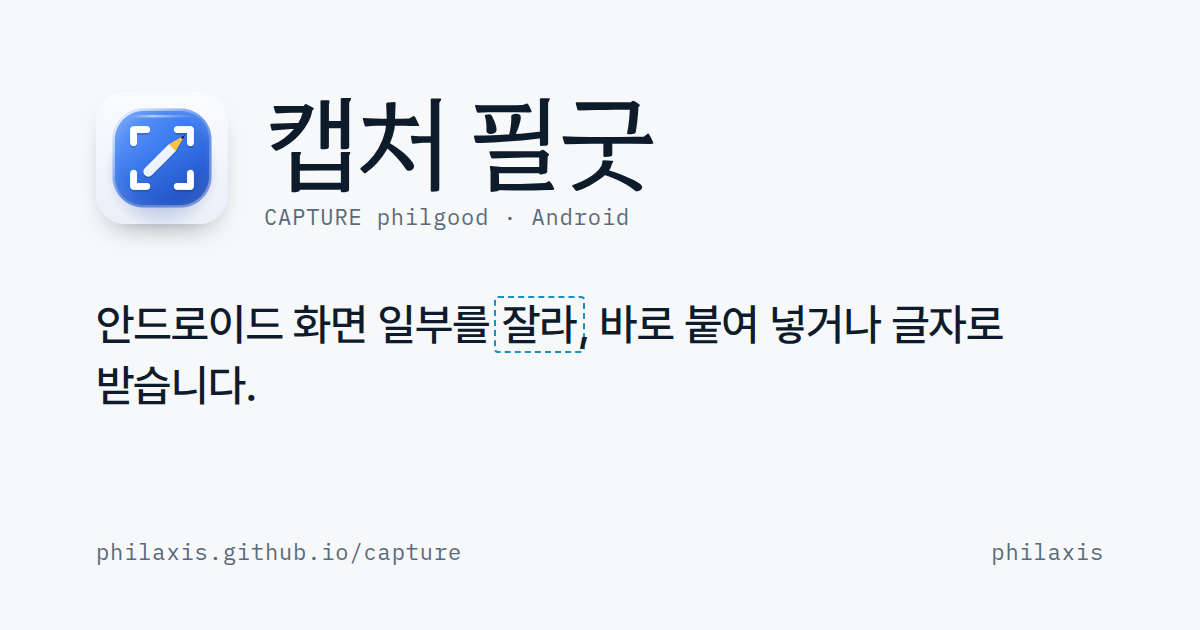 캡처 필굿
CAPTURE philgood · Android
안드로이드 화면 일부를 잘라, 바로 붙여 넣거나 글자로
받습니다.
philaxis.github.io/capture
philaxis